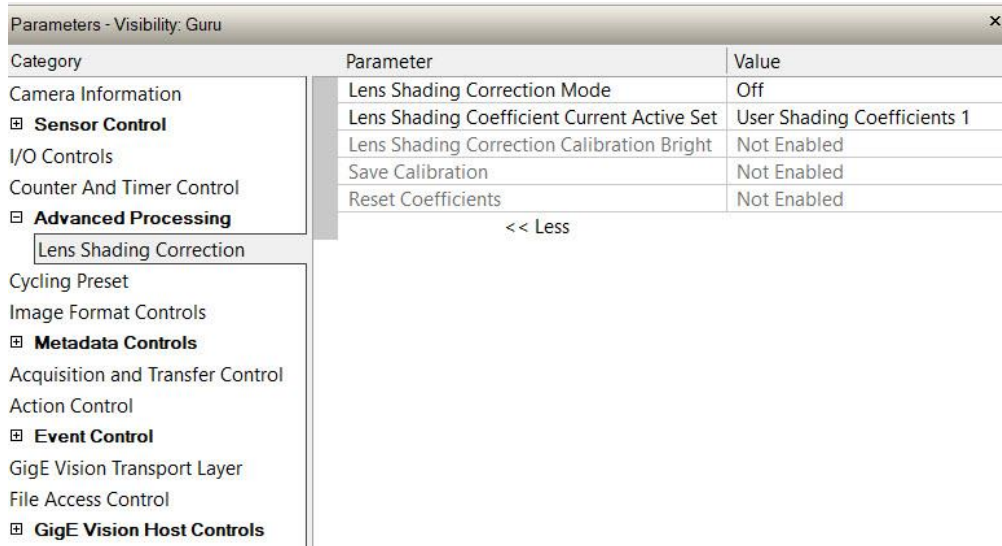 Parameters - Visibility: Guru
×
Category
Parameter
Value
Camera Information
Lens Shading Correction Mode
Off
Sensor Control
Lens Shading Coefficient Current Active Set
User Shading Coefficients 1
I/O Controls
Lens Shading Correction Calibration Bright
Not Enabled
Counter And Timer Control
Save Calibration
Not Enabled
Advanced Processing
Reset Coefficients
Not Enabled
<< Less
Lens Shading Correction
Cycling Preset
Image Format Controls
Metadata Controls
Acquisition and Transfer Control
Action Control
Event Control
GigE Vision Transport Layer
File Access Control
GigE Vision Host Controls